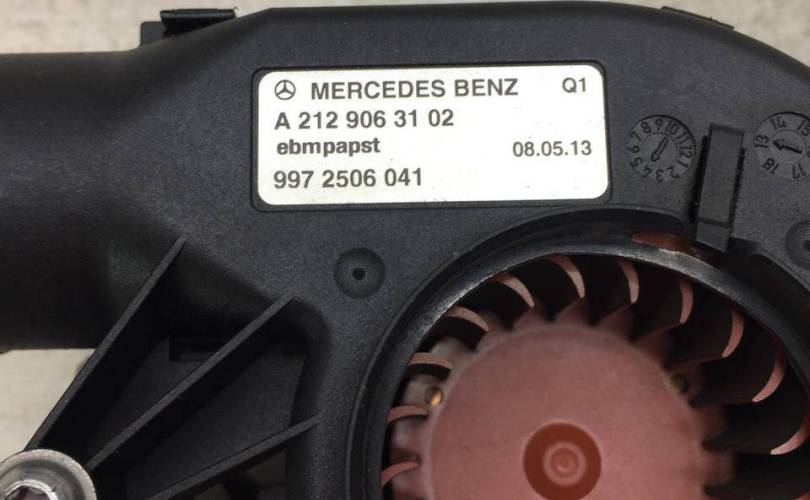 MERCEDES BENZ Q1
A 212 906 31 02
ebmpapst 08.05.13
997 2506 041